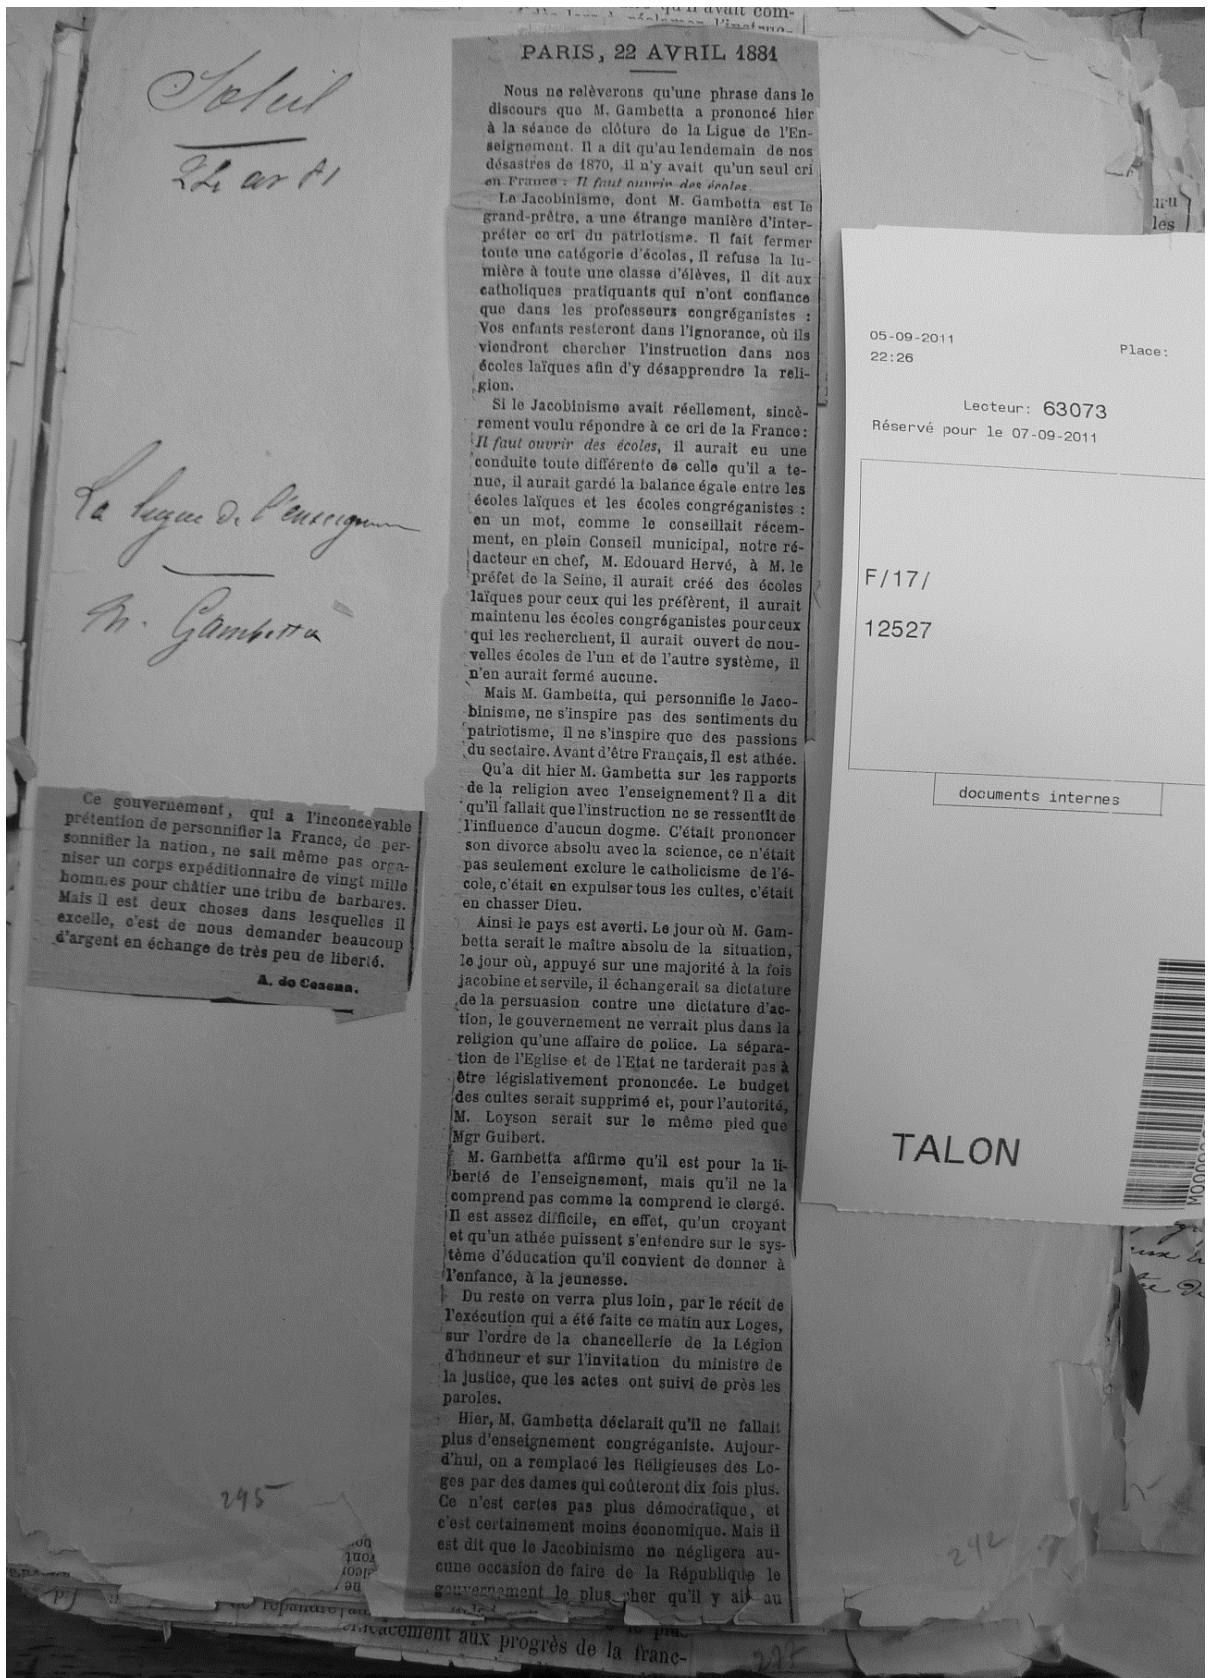 Soleil
22 av 81
La ligue de l'enseignem
M. Gambetta
PARIS, 22 AVRIL 1881
Nous ne relèverons qu'une phrase dans le
discours que M. Gambetta a prononcé hier
à la séance de clôture de la Ligue de l'En-
seignement. Il a dit qu'au lendemain de nos
désastres de 1870, il n'y avait qu'un seul cri
en France : Il faut ouvrir des écoles.
Le Jacobinisme, dont M. Gambetta est le
grand-prêtre, a une étrange manière d'inter-
préter ce cri du patriotisme. Il fait fermer
toute une catégorie d'écoles, il refuse la lu-
mière à toute une classe d'élèves, il dit aux
catholiques pratiquants qui n'ont confiance
que dans les professeurs congréganistes :
Vos enfants resteront dans l'ignorance, où ils
viendront chercher l'instruction dans nos
écoles laïques afin d'y désapprendre la reli-
gion.
Si le Jacobinisme avait réellement, sincè-
rement voulu répondre à ce cri de la France :
Il faut ouvrir des écoles, il aurait eu une
conduite toute différente de celle qu'il a te-
nue, il aurait gardé la balance égale entre les
écoles laïques et les écoles congréganistes :
en un mot, comme le conseillait récem-
ment, en plein Conseil municipal, notre ré-
dacteur en chef, M. Edouard Hervé, à M. le
préfet de la Seine, il aurait créé des écoles
laïques pour ceux qui les préfèrent, il aurait
maintenu les écoles congréganistes pour ceux
qui les recherchent, il aurait ouvert de nou-
velles écoles de l'un et de l'autre système, il
n'en aurait fermé aucune.
Mais M. Gambetta, qui personnifie le Jaco-
binisme, ne s'inspire pas des sentiments du
patriotisme, il ne s'inspire que des passions
du sectaire. Avant d'être Français, il est athée.
Qu'a dit hier M. Gambetta sur les rapports
de la religion avec l'enseignement? Il a dit
qu'il fallait que l'instruction ne se ressentît de
l'influence d'aucun dogme. C'était prononcer
son divorce absolu avec la science, ce n'était
pas seulement exclure le catholicisme de l'é-
cole, c'était en expulser tous les cultes, c'était
en chasser Dieu.
Ainsi le pays est averti. Le jour où M. Gam-
betta serait le maître absolu de la situation,
le jour où, appuyé sur une majorité à la fois
jacobine et servile, il échangerait sa dictature
de la persuasion contre une dictature d'ac-
tion, le gouvernement ne verrait plus dans la
religion qu'une affaire de police. La sépara-
tion de l'Eglise et de l'Etat ne tarderait pas à
être législativement prononcée. Le budget
des cultes serait supprimé et, pour l'autorité,
M. Loyson serait sur le même pied que
Mgr Guibert.
M. Gambetta affirme qu'il est pour la li-
berté de l'enseignement, mais qu'il ne la
comprend pas comme la comprend le clergé.
Il est assez difficile, en effet, qu'un croyant
et qu'un athée puissent s'entendre sur le sys-
tème d'éducation qu'il convient de donner à
l'enfance, à la jeunesse.
Du reste on verra plus loin, par le récit de
l'exécution qui a été faite ce matin aux Loges,
sur l'ordre de la chancellerie de la Légion
d'honneur et sur l'invitation du ministre de
la justice, que les actes ont suivi de près les
paroles.
Hier, M. Gambetta déclarait qu'il ne fallait
plus d'enseignement congréganiste. Aujour-
d'hui, on a remplacé les Religieuses des Lo-
ges par des dames qui coûteront dix fois plus.
Ce n'est certes pas plus démocratique, et
c'est certainement moins économique. Mais il
est dit que le Jacobinisme ne négligera au-
cune occasion de faire de la République le
gouvernement le plus cher qu'il y ait au
Ce gouvernement, qui a l'inconcevable
prétention de personnifier la France, de per-
sonnifier la nation, ne sait même pas orga-
niser un corps expéditionnaire de vingt mille
hommes pour châtier une tribu de barbares.
Mais il est deux choses dans lesquelles il
excelle, c'est de nous demander beaucoup
d'argent en échange de très peu de liberté.
A. de Cesena.
05-09-2011
Place:
22:26
Lecteur: 63073
Réservé pour le 07-09-2011
F/17/
12527
documents internes
TALON
295
292
qu'il avait com-
répandre
efficacement aux progrès de la franc-